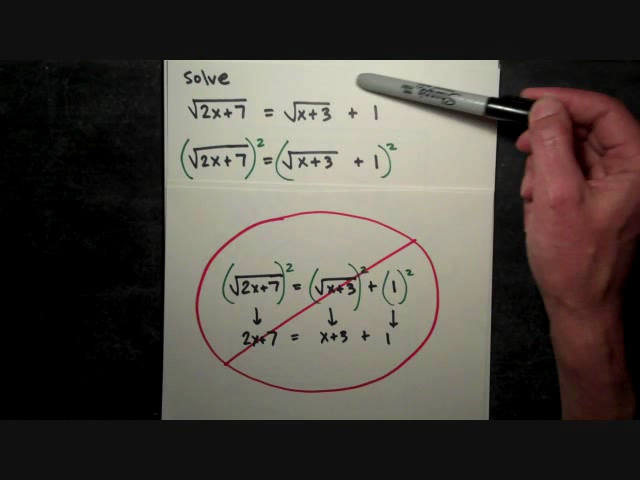 solve
√2x+7 = √x+3 + 1
(√2x+7)² = (√x+3 + 1)²
(√2x+7)² = (√x+3)² + (1)²
↓ ↓ ↓
2x+7 = x+3 + 1